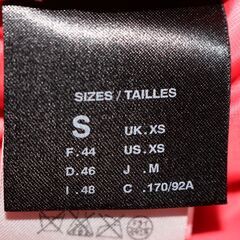 SIZES / TAILLES
S
UK.XS
F.44 US.XS
D.46 J.M
I.48 C.170/92A